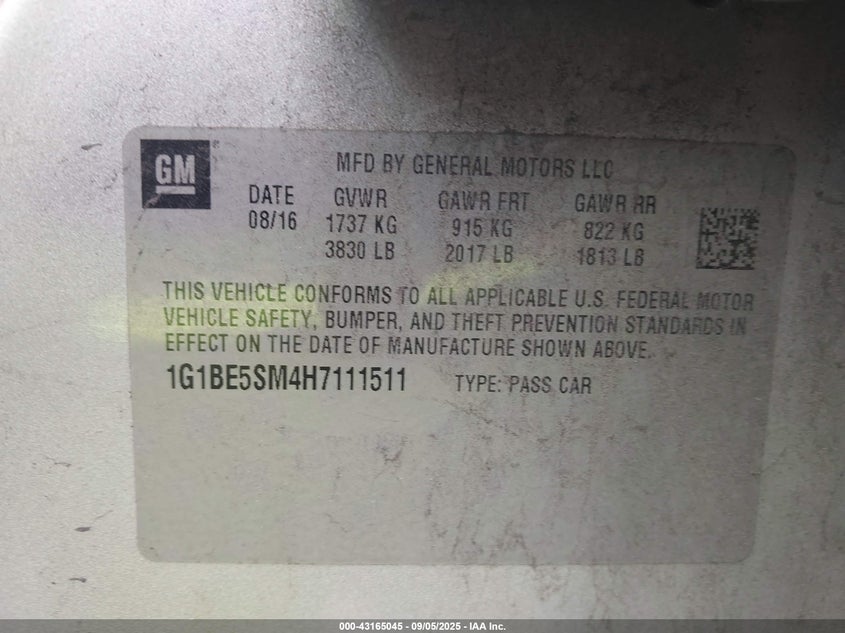 GM
MFD BY GENERAL MOTORS LLC
DATE GVWR GAWR FRT GAWR RR
08/16 1737 KG 915 KG 822 KG
3830 LB 2017 LB 1813 LB
THIS VEHICLE CONFORMS TO ALL APPLICABLE U.S. FEDERAL MOTOR
VEHICLE SAFETY, BUMPER, AND THEFT PREVENTION STANDARDS IN
EFFECT ON THE DATE OF MANUFACTURE SHOWN ABOVE.
1G1BE5SM4H7111511 TYPE: PASS CAR
000-43165045 - 09/05/2025 - IAA Inc.